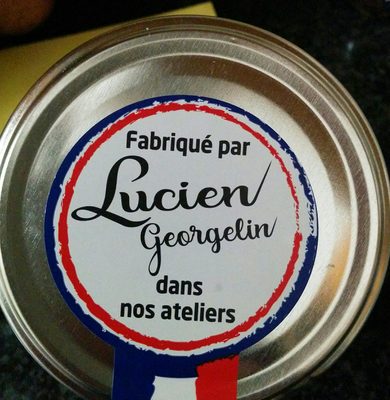 Fabriqué par
Lucien
Georgelin
dans
nos ateliers